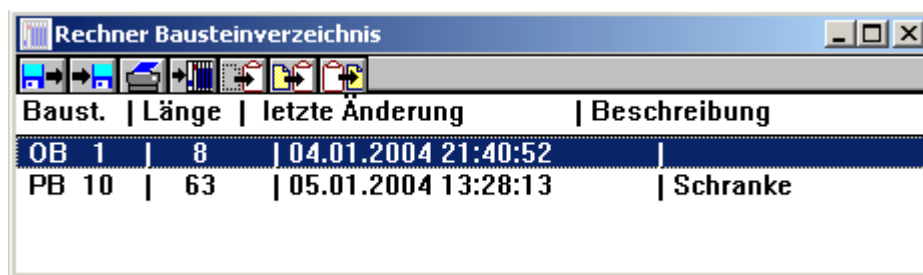 Rechner Bausteinverzeichnis
Baust. | Länge | letzte Änderung | Beschreibung
OB 1 | 8 | 04.01.2004 21:40:52 |
PB 10 | 63 | 05.01.2004 13:28:13 | Schranke